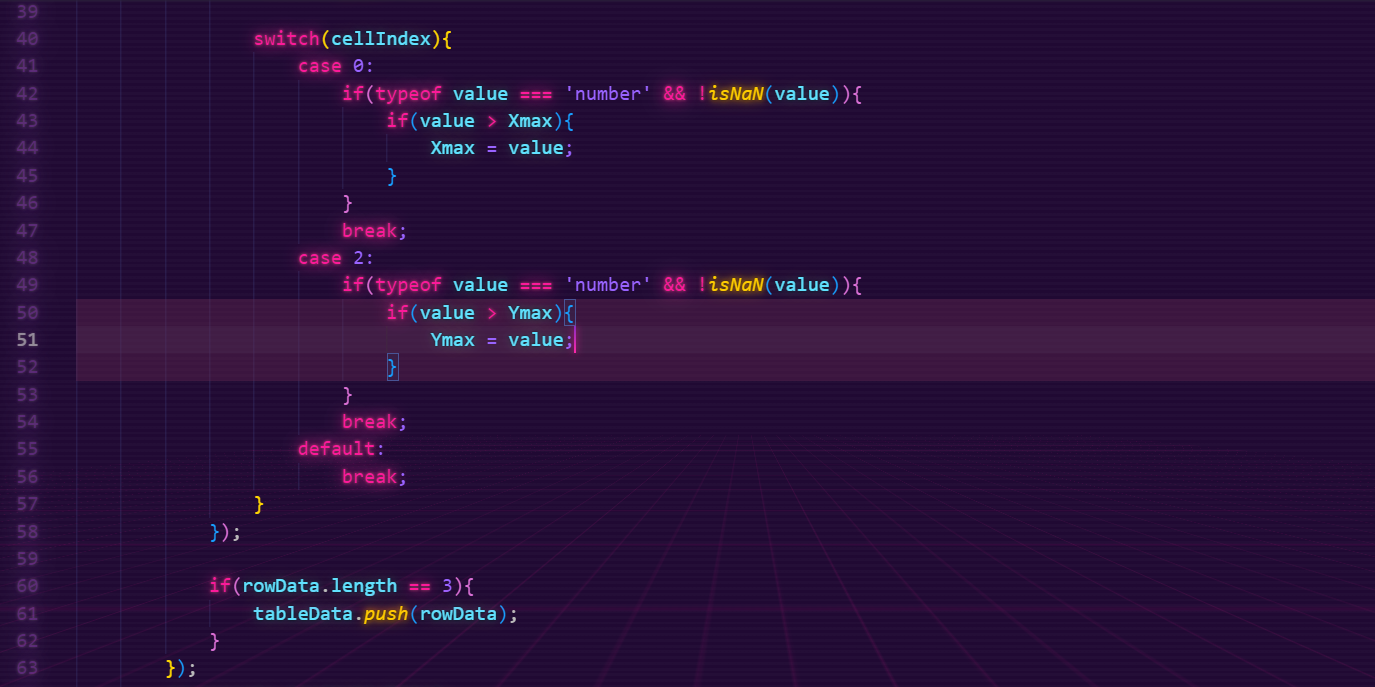 39
40 switch(cellIndex){
41 case 0:
42 if(typeof value === 'number' && !isNaN(value)){
43 if(value > Xmax){
44 Xmax = value;
45 }
46 }
47 break;
48 case 2:
49 if(typeof value === 'number' && !isNaN(value)){
50 if(value > Ymax){
51 Ymax = value;
52 }
53 }
54 break;
55 default:
56 break;
57 }
58 });
59
60 if(rowData.length == 3){
61 tableData.push(rowData);
62 }
63 });